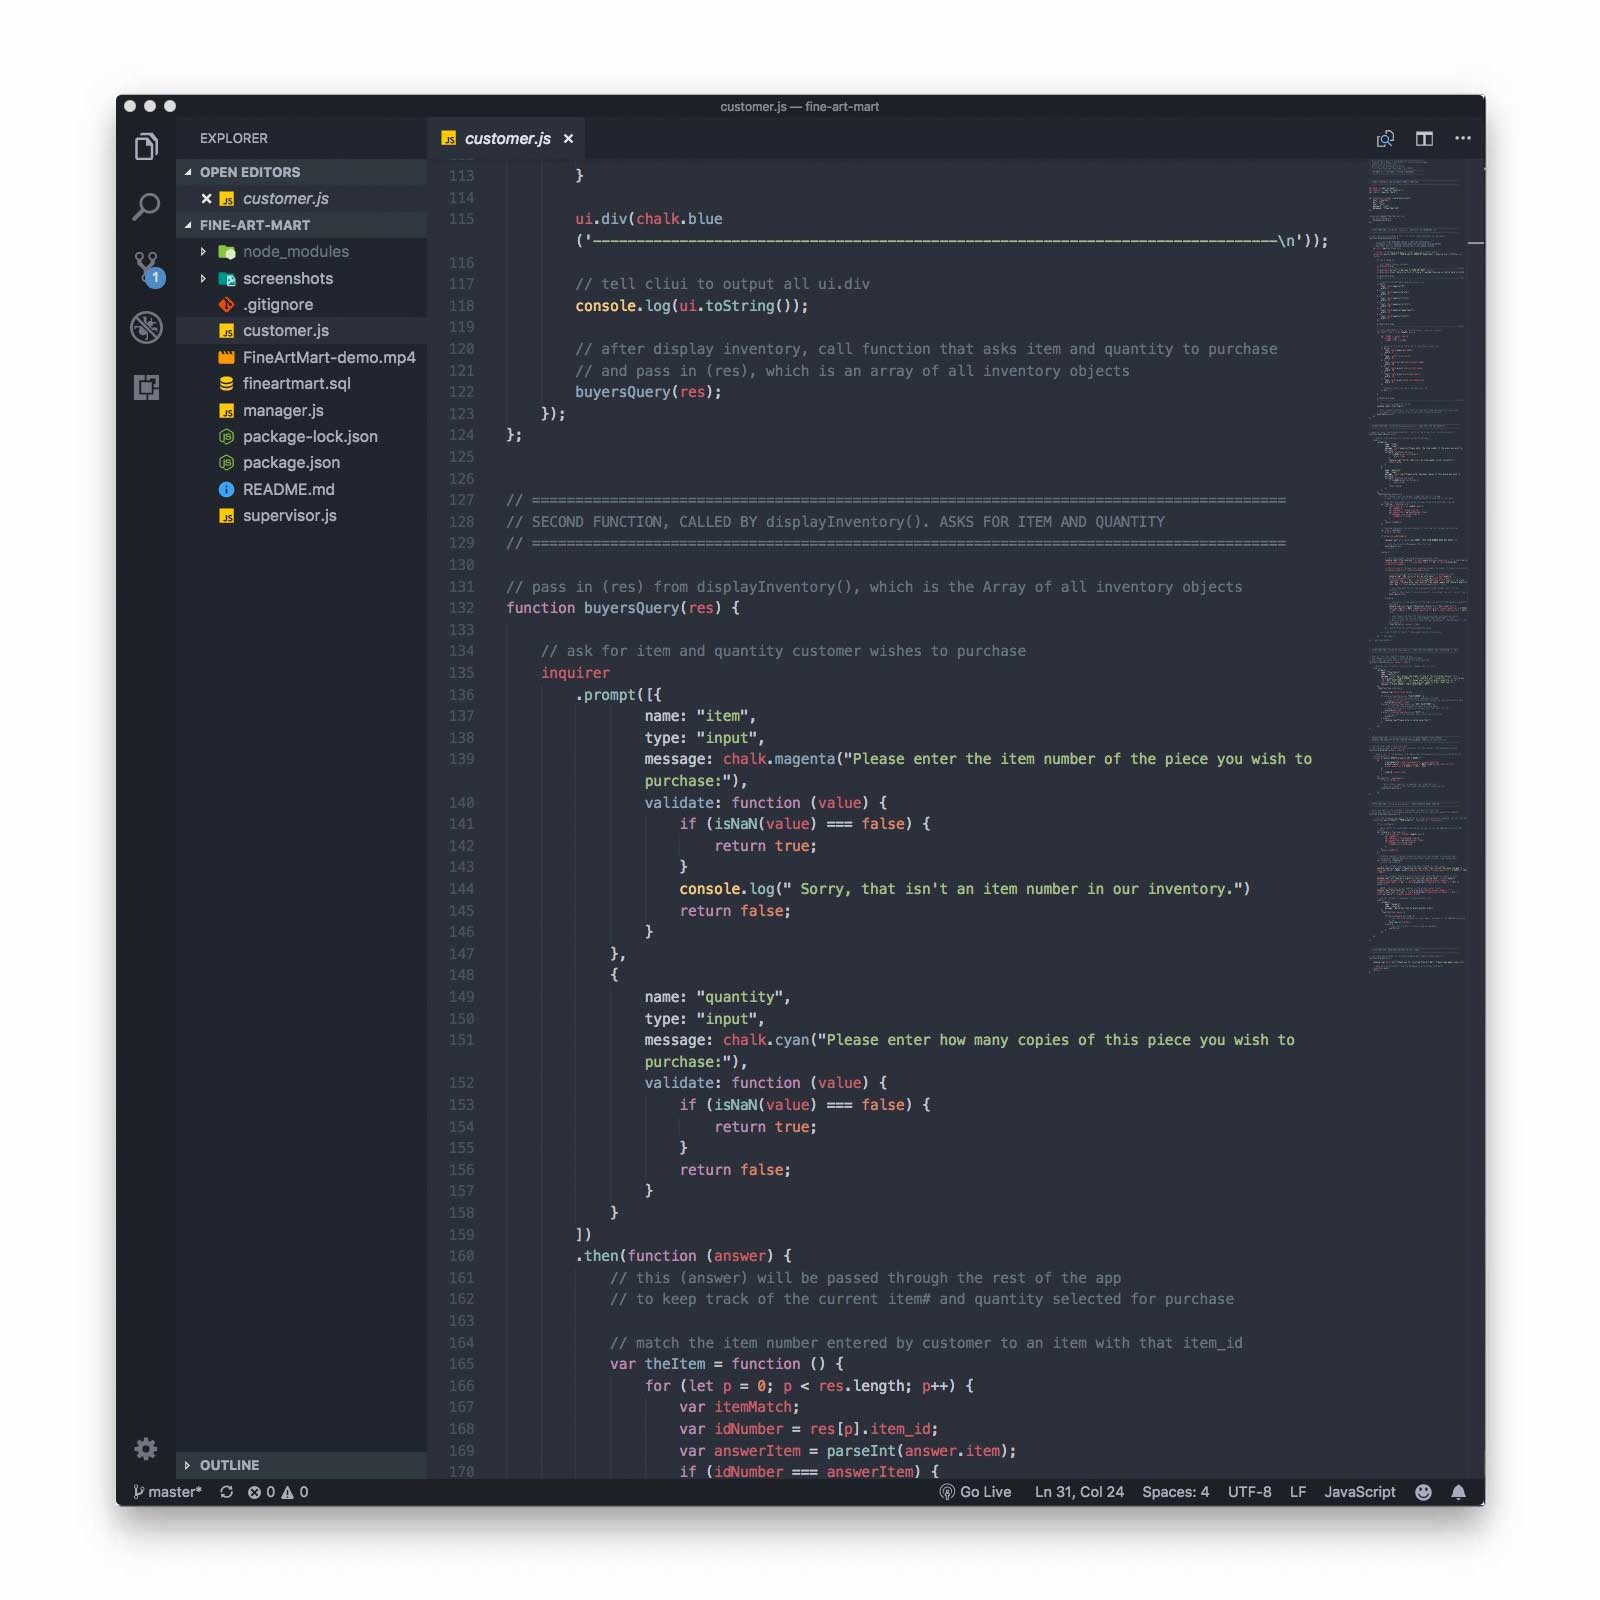 customer.js — fine-art-mart
EXPLORER
OPEN EDITORS
customer.js
FINE-ART-MART
node_modules
screenshots
.gitignore
customer.js
FineArtMart-demo.mp4
fineartmart.sql
manager.js
package-lock.json
package.json
README.md
supervisor.js
OUTLINE
1
customer.js
113 }
114
115 ui.div(chalk.blue
('-------------------------------------------------------------------------------\n'));
116
117 // tell cliui to output all ui.div
118 console.log(ui.toString());
119
120 // after display inventory, call function that asks item and quantity to purchase
121 // and pass in (res), which is an array of all inventory objects
122 buyersQuery(res);
123 });
124 };
125
126
127 // =======================================================================================
128 // SECOND FUNCTION, CALLED BY displayInventory(). ASKS FOR ITEM AND QUANTITY
129 // =======================================================================================
130
131 // pass in (res) from displayInventory(), which is the Array of all inventory objects
132 function buyersQuery(res) {
133
134 // ask for item and quantity customer wishes to purchase
135 inquirer
136 .prompt([{
137 name: "item",
138 type: "input",
139 message: chalk.magenta("Please enter the item number of the piece you wish to
purchase:"),
140 validate: function (value) {
141 if (isNaN(value) === false) {
142 return true;
143 }
144 console.log(" Sorry, that isn't an item number in our inventory.")
145 return false;
146 }
147 },
148 {
149 name: "quantity",
150 type: "input",
151 message: chalk.cyan("Please enter how many copies of this piece you wish to
purchase:"),
152 validate: function (value) {
153 if (isNaN(value) === false) {
154 return true;
155 }
156 return false;
157 }
158 }
159 ])
160 .then(function (answer) {
161 // this (answer) will be passed through the rest of the app
162 // to keep track of the current item# and quantity selected for purchase
163
164 // match the item number entered by customer to an item with that item_id
165 var theItem = function () {
166 for (let p = 0; p < res.length; p++) {
167 var itemMatch;
168 var idNumber = res[p].item_id;
169 var answerItem = parseInt(answer.item);
170 if (idNumber === answerItem) {
master* 0 0 Go Live Ln 31, Col 24 Spaces: 4 UTF-8 LF JavaScript